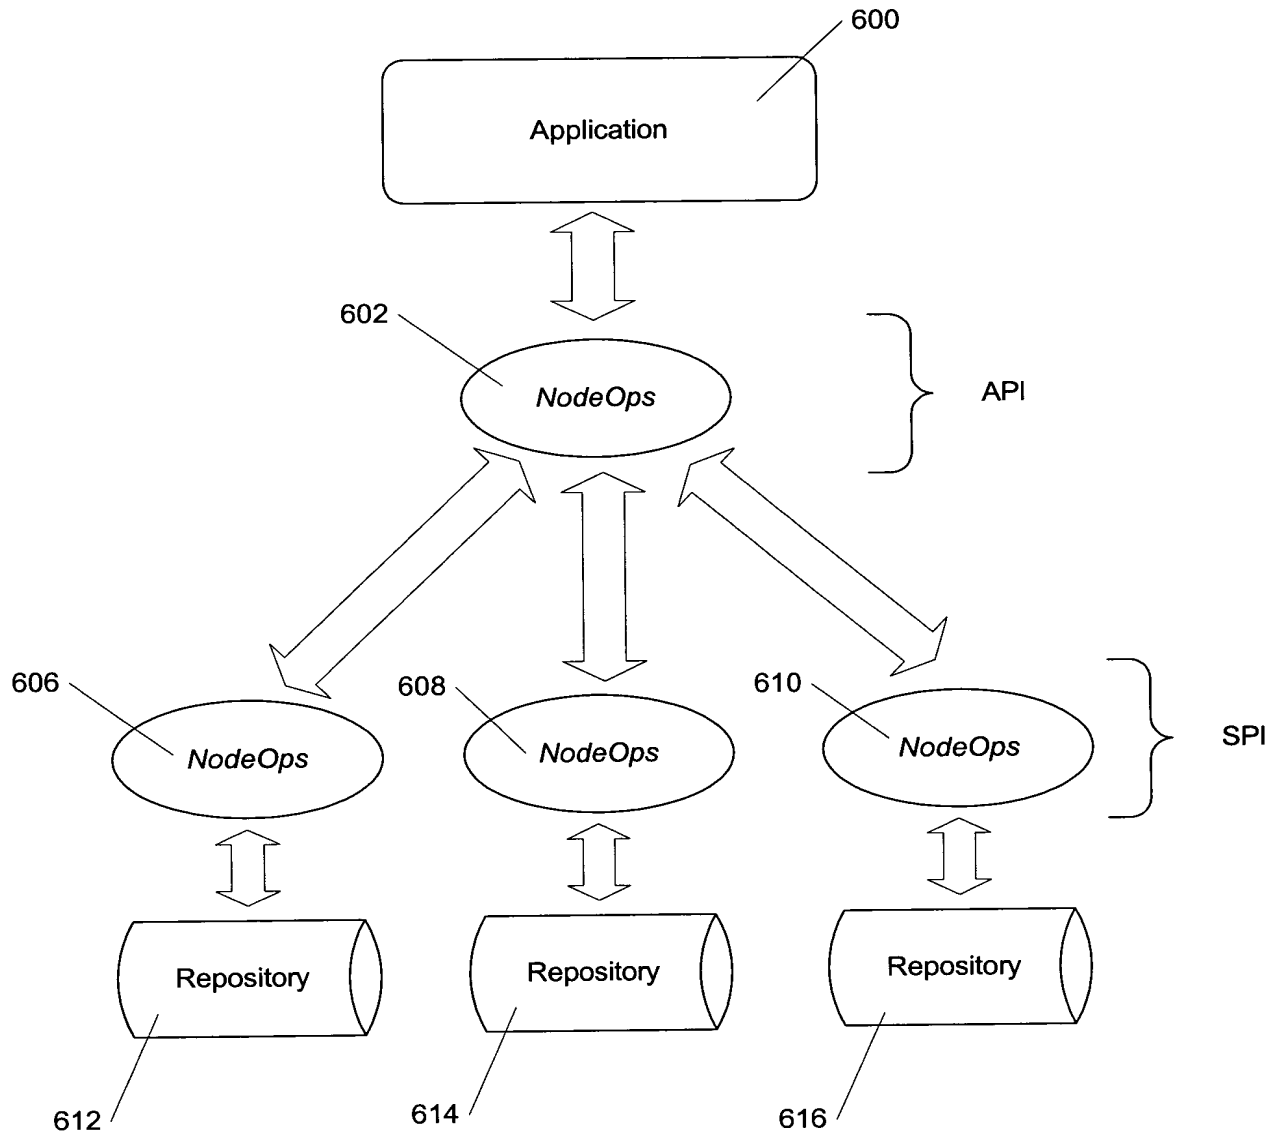 600
Application
602
NodeOps
API
606
608
610
NodeOps
NodeOps
NodeOps
SPI
Repository
Repository
Repository
612
614
616